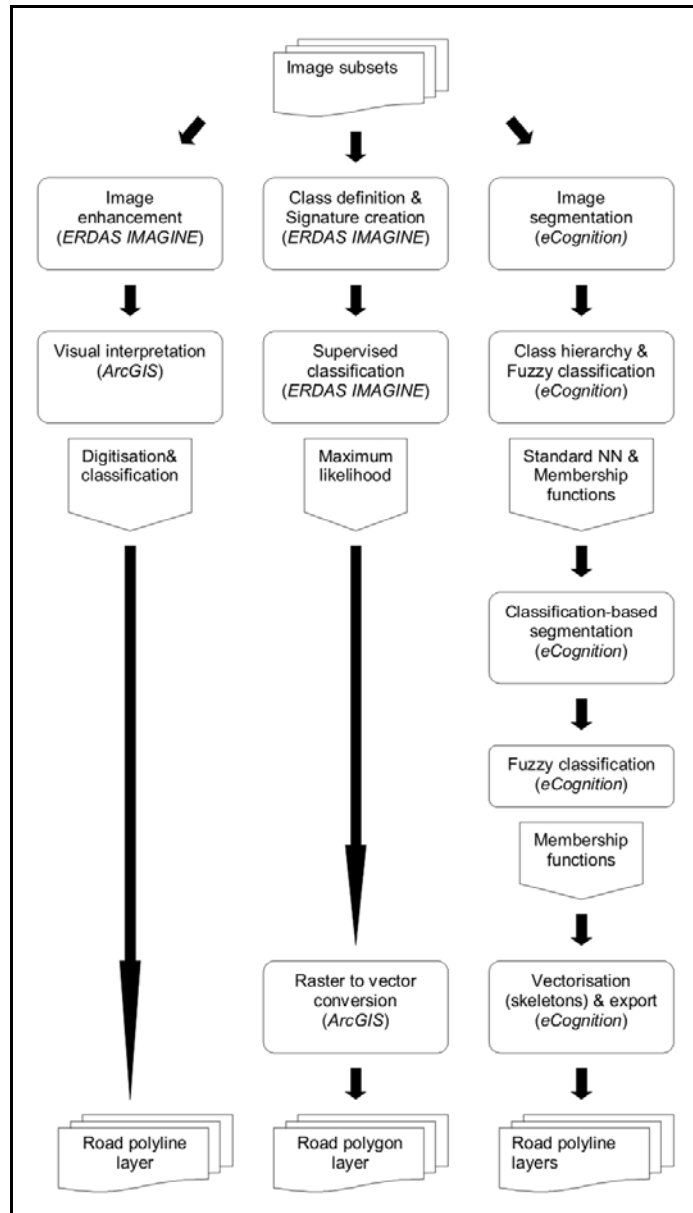 Image subsets
Image
enhancement
(ERDAS IMAGINE)
Class definition &
Signature creation
(ERDAS IMAGINE)
Image
segmentation
(eCognition)
Visual interpretation
(ArcGIS)
Supervised
classification
(ERDAS IMAGINE)
Class hierarchy &
Fuzzy classification
(eCognition)
Digitisation&
classification
Maximum
likelihood
Standard NN &
Membership
functions
Classification-based
segmentation
(eCognition)
Fuzzy classification
(eCognition)
Membership
functions
Raster to vector
conversion
(ArcGIS)
Vectorisation
(skeletons) & export
(eCognition)
Road polyline
layer
Road polygon
layer
Road polyline
layers